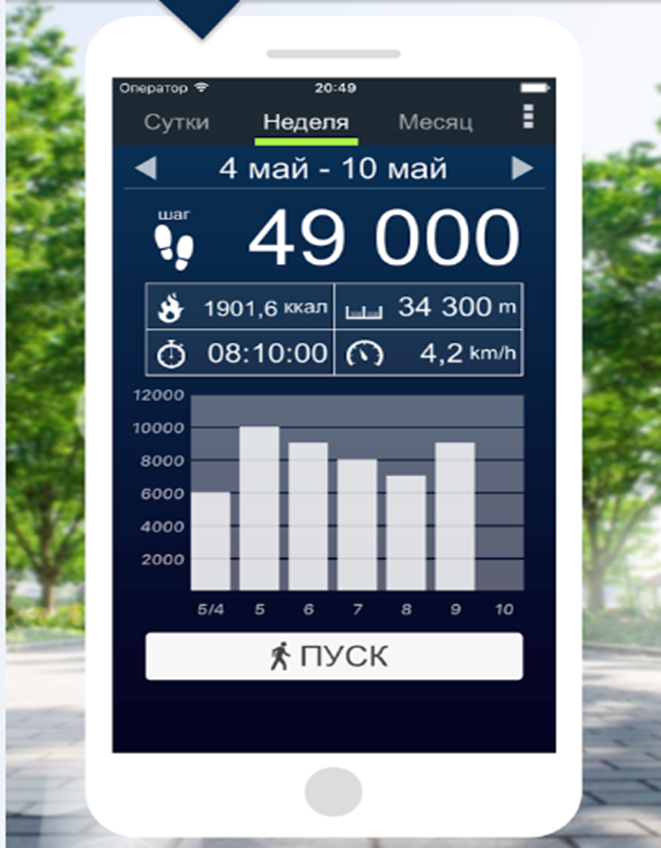 Оператор 20:49
Сутки Неделя Месяц
4 май - 10 май
шаг
49 000
1901,6 ккал 34 300 m
08:10:00 4,2 km/h
12000
10000
8000
6000
4000
2000
5/4 5 6 7 8 9 10
ПУСК